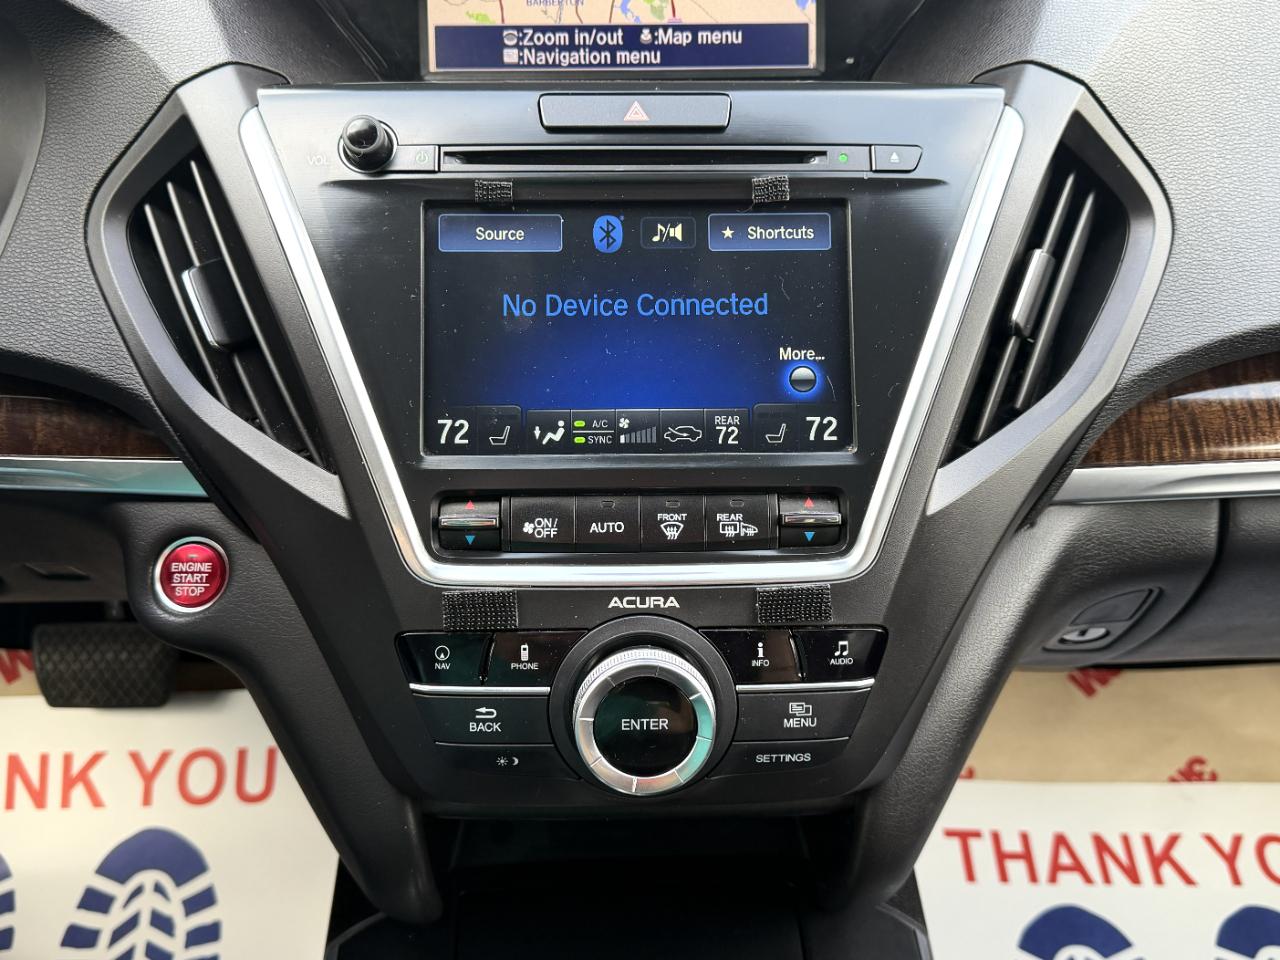 BARBERTON
:Zoom in/out :Map menu
:Navigation menu
VOL
Source
Shortcuts
No Device Connected
More...
72
A/C
SYNC
REAR
72
72
ON/
OFF
AUTO
FRONT
REAR
ENGINE
START
STOP
ACURA
NAV
PHONE
i
INFO
AUDIO
BACK
ENTER
MENU
SETTINGS
NK YOU
THANK YO